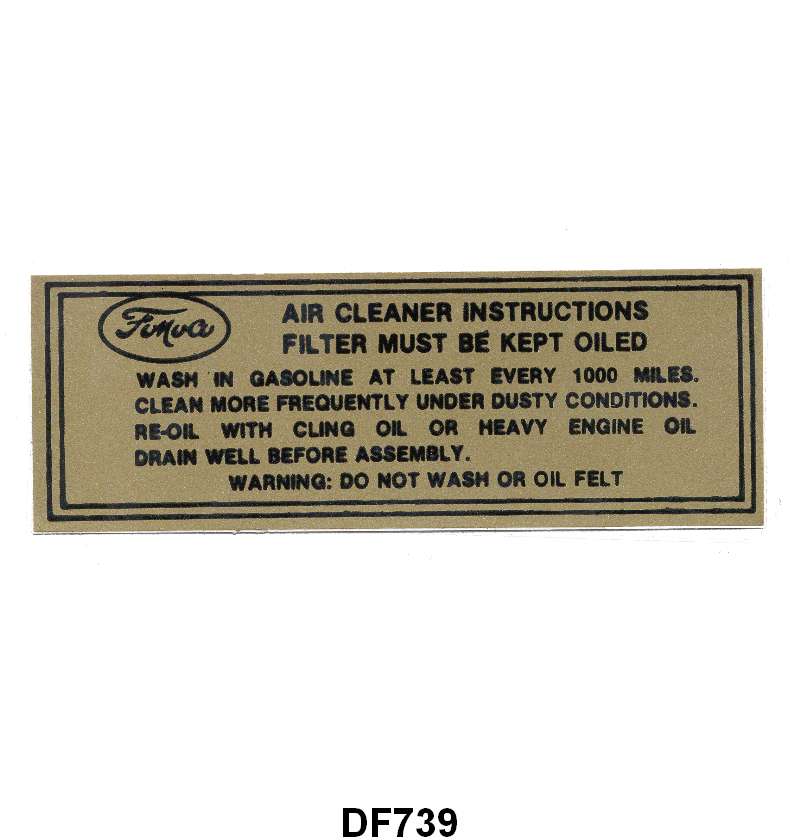 AIR CLEANER INSTRUCTIONS
FILTER MUST BE KEPT OILED
WASH IN GASOLINE AT LEAST EVERY 1000 MILES.
CLEAN MORE FREQUENTLY UNDER DUSTY CONDITIONS.
RE-OIL WITH CLING OIL OR HEAVY ENGINE OIL
DRAIN WELL BEFORE ASSEMBLY.
WARNING: DO NOT WASH OR OIL FELT
DF739